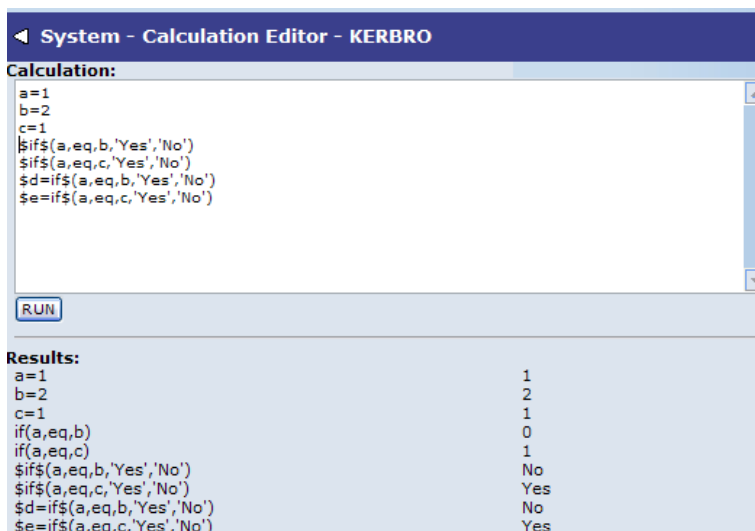 System - Calculation Editor - KERBRO
Calculation:
a=1
b=2
c=1
$if$(a,eq,b,'Yes','No')
$if$(a,eq,c,'Yes','No')
$d=if$(a,eq,b,'Yes','No')
$e=if$(a,eq,c,'Yes','No')
RUN
Results:
a=1 1
b=2 2
c=1 1
if(a,eq,b) 0
if(a,eq,c) 1
$if$(a,eq,b,'Yes','No') No
$if$(a,eq,c,'Yes','No') Yes
$d=if$(a,eq,b,'Yes','No') No
$e=if$(a,eq,c,'Yes','No') Yes